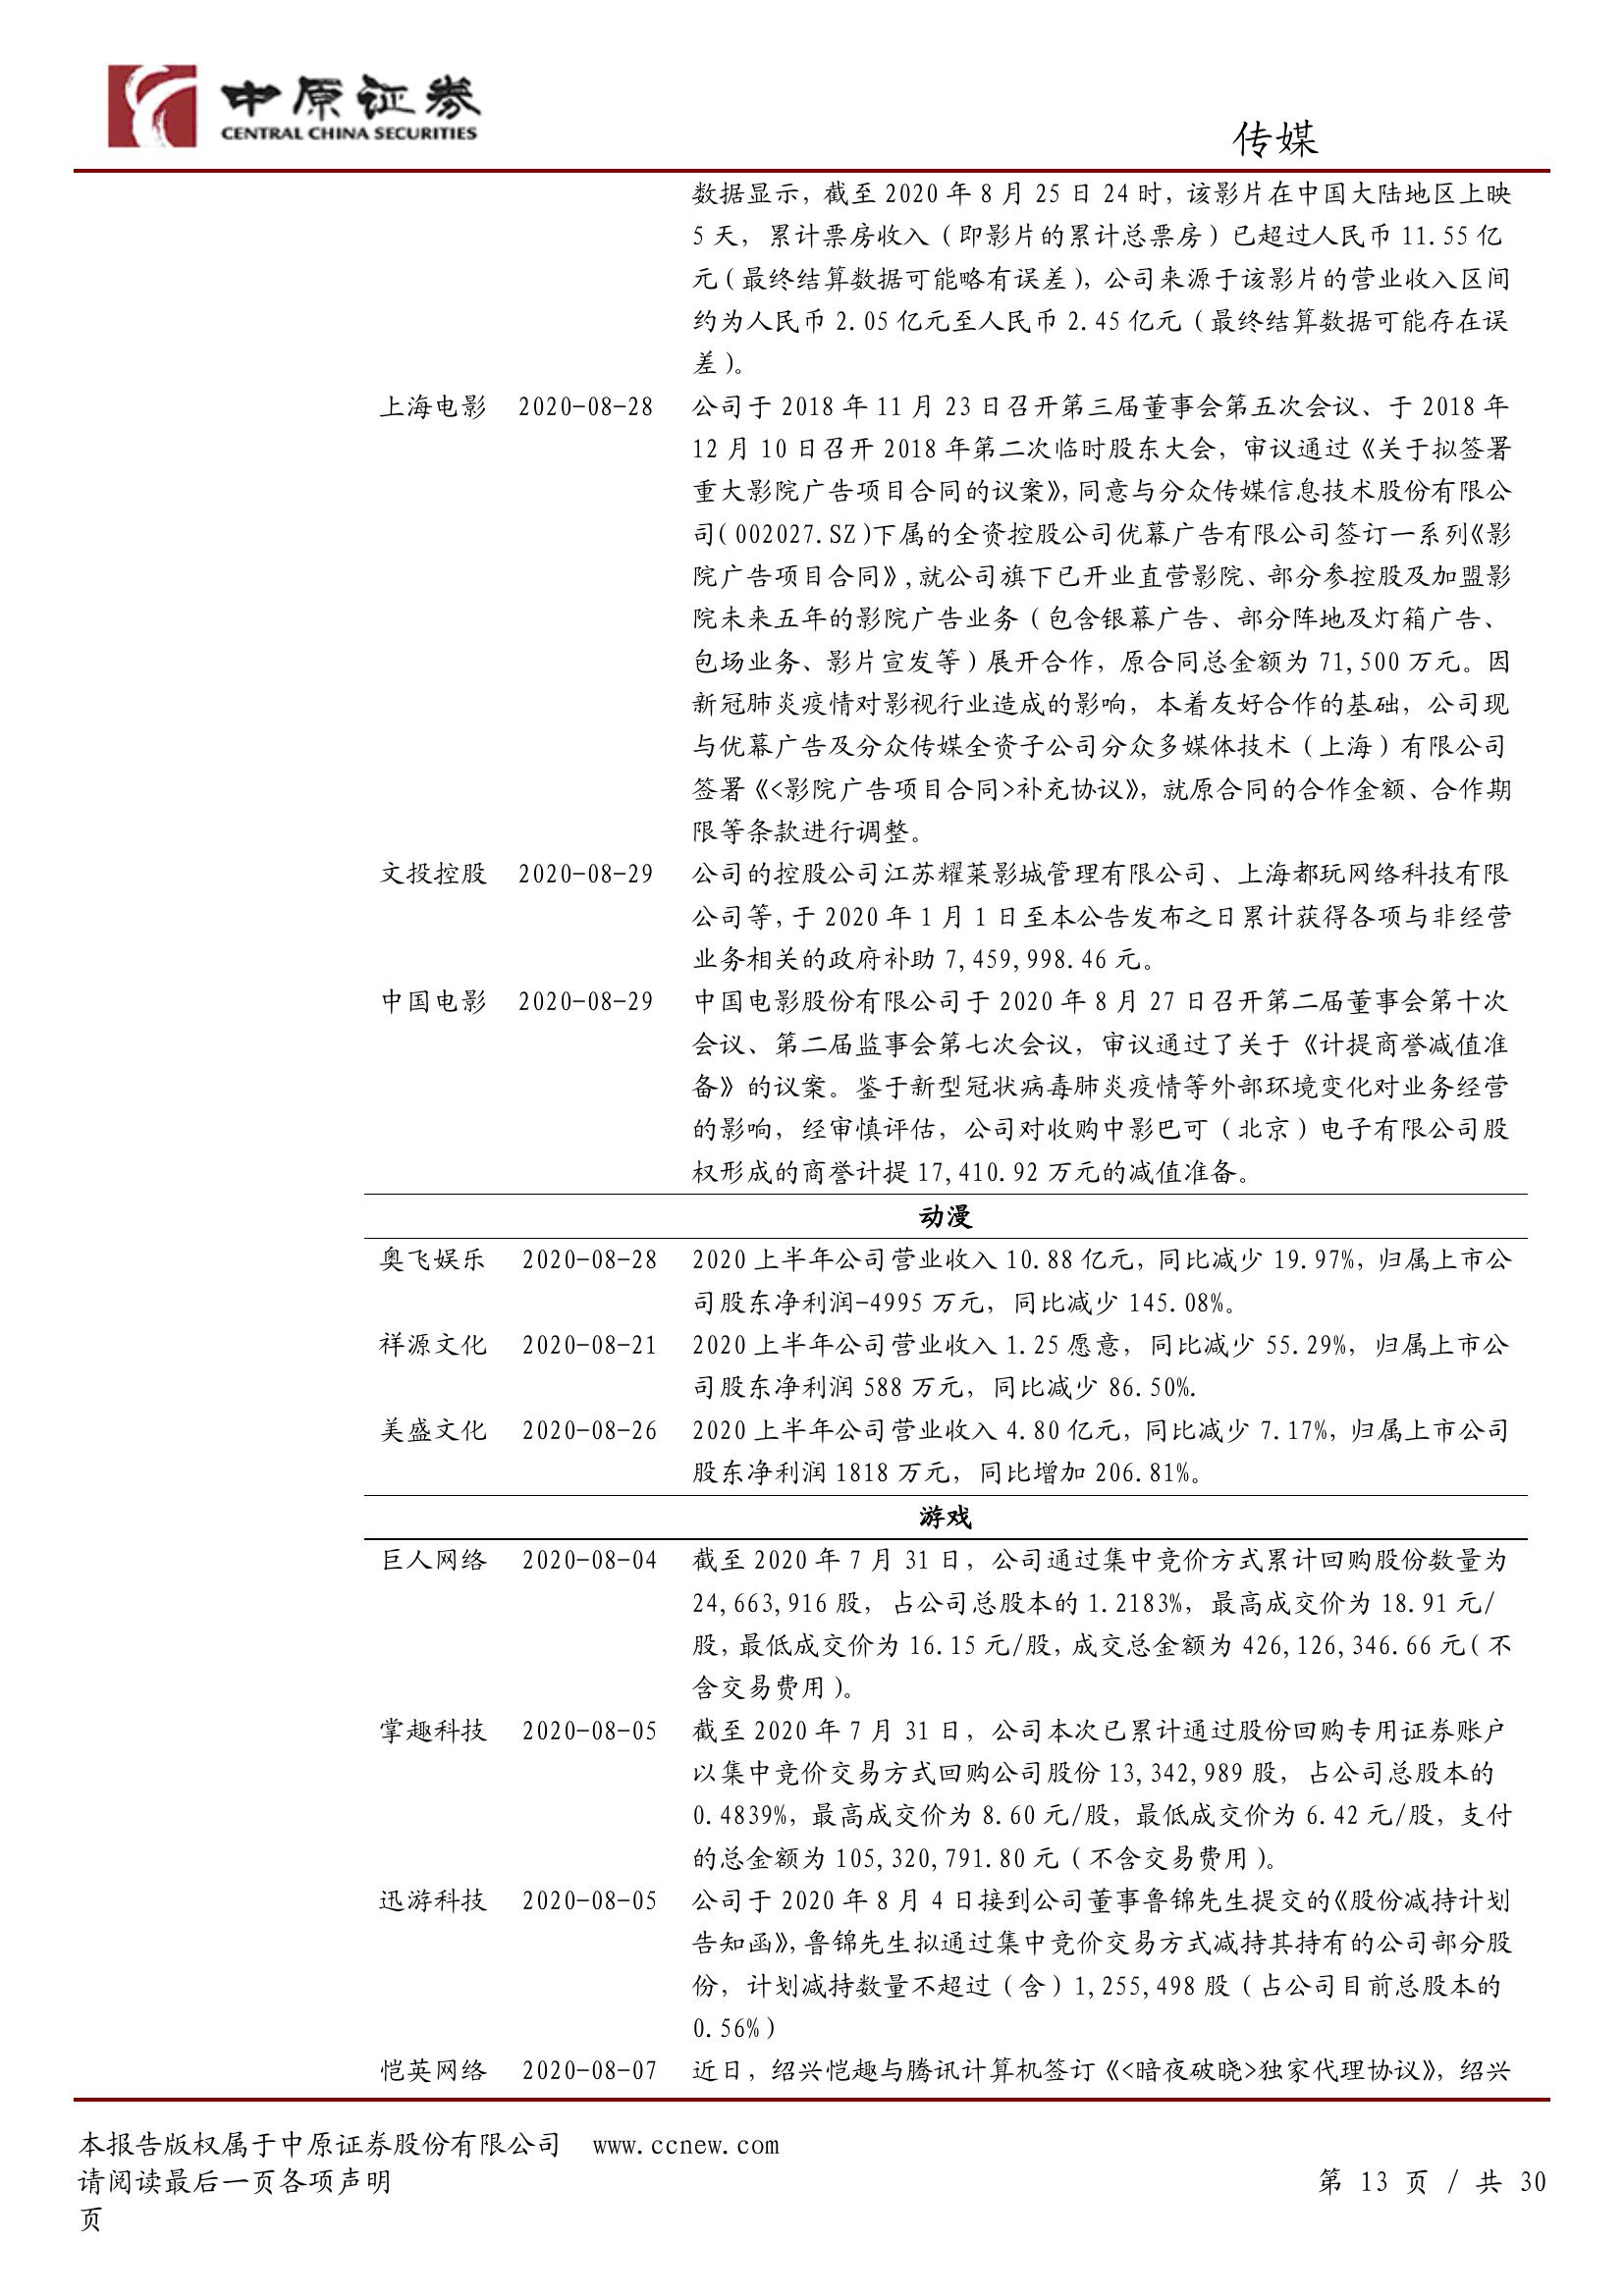 中原证券
CENTRAL CHINA SECURITIES
传媒
数据显示，截至 2020 年 8 月 25 日 24 时，该影片在中国大陆地区上映
5 天，累计票房收入（即影片的累计总票房）已超过人民币 11.55 亿
元（最终结算数据可能略有误差），公司来源于该影片的营业收入区间
约为人民币 2.05 亿元至人民币 2.45 亿元（最终结算数据可能存在误
差）。
上海电影 2020-08-28 公司于 2018 年 11 月 23 日召开第三届董事会第五次会议、于 2018 年
12 月 10 日召开 2018 年第二次临时股东大会，审议通过《关于拟签署
重大影院广告项目合同的议案》，同意与分众传媒信息技术股份有限公
司（002027.SZ）下属的全资控股公司优幕广告有限公司签订一系列《影
院广告项目合同》,就公司旗下已开业直营影院、部分参控股及加盟影
院未来五年的影院广告业务（包含银幕广告、部分阵地及灯箱广告、
包场业务、影片宣发等）展开合作，原合同总金额为 71,500 万元。因
新冠肺炎疫情对影视行业造成的影响，本着友好合作的基础，公司现
与优幕广告及分众传媒全资子公司分众多媒体技术（上海）有限公司
签署《<影院广告项目合同>补充协议》，就原合同的合作金额、合作期
限等条款进行调整。
文投控股 2020-08-29 公司的控股公司江苏耀莱影城管理有限公司、上海都玩网络科技有限
公司等，于 2020 年 1 月 1 日至本公告发布之日累计获得各项与非经营
业务相关的政府补助 7,459,998.46 元。
中国电影 2020-08-29 中国电影股份有限公司于 2020 年 8 月 27 日召开第二届董事会第十次
会议、第二届监事会第七次会议，审议通过了关于《计提商誉减值准
备》的议案。鉴于新型冠状病毒肺炎疫情等外部环境变化对业务经营
的影响，经审慎评估，公司对收购中影巴可（北京）电子有限公司股
权形成的商誉计提 17,410.92 万元的减值准备。
动漫
奥飞娱乐 2020-08-28 2020 上半年公司营业收入 10.88 亿元，同比减少 19.97%，归属上市公
司股东净利润-4995 万元，同比减少 145.08%。
祥源文化 2020-08-21 2020 上半年公司营业收入 1.25 愿意，同比减少 55.29%，归属上市公
司股东净利润 588 万元，同比减少 86.50%.
美盛文化 2020-08-26 2020 上半年公司营业收入 4.80 亿元，同比减少 7.17%，归属上市公司
股东净利润 1818 万元，同比增加 206.81%。
游戏
巨人网络 2020-08-04 截至 2020 年 7 月 31 日，公司通过集中竞价方式累计回购股份数量为
24,663,916 股，占公司总股本的 1.2183%，最高成交价为 18.91 元/
股，最低成交价为 16.15 元/股，成交总金额为 426,126,346.66 元（不
含交易费用）。
掌趣科技 2020-08-05 截至 2020 年 7 月 31 日，公司本次已累计通过股份回购专用证券账户
以集中竞价交易方式回购公司股份 13,342,989 股，占公司总股本的
0.4839%，最高成交价为 8.60 元/股，最低成交价为 6.42 元/股，支付
的总金额为 105,320,791.80 元（不含交易费用）。
迅游科技 2020-08-05 公司于 2020 年 8 月 4 日接到公司董事鲁锦先生提交的《股份减持计划
告知函》，鲁锦先生拟通过集中竞价交易方式减持其持有的公司部分股
份，计划减持数量不超过（含）1,255,498 股（占公司目前总股本的
0.56%）
恺英网络 2020-08-07 近日，绍兴恺趣与腾讯计算机签订《<暗夜破晓>独家代理协议》，绍兴
本报告版权属于中原证券股份有限公司 www.ccnew.com
请阅读最后一页各项声明 第 13 页 / 共 30
页